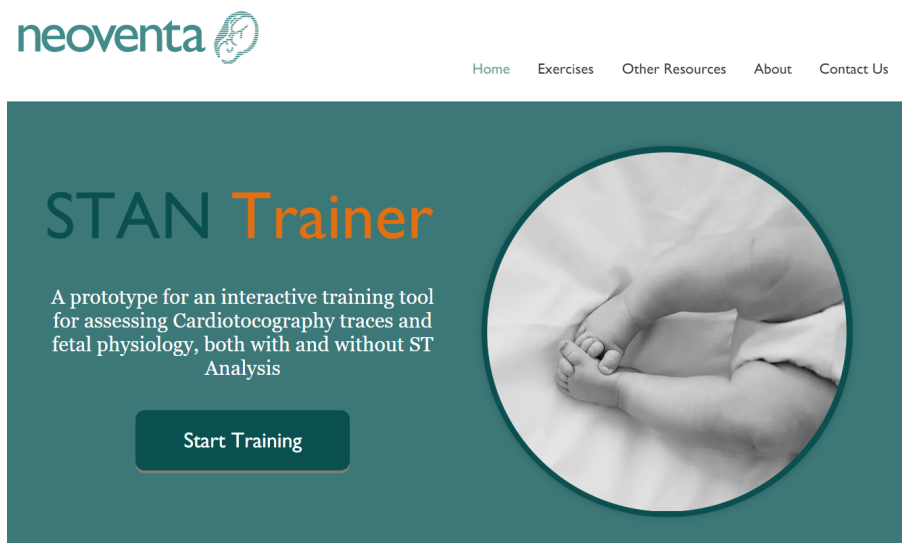 neoventa
Home Exercises Other Resources About Contact Us
STAN Trainer
A prototype for an interactive training tool
for assessing Cardiotocography traces and
fetal physiology, both with and without ST
Analysis
Start Training